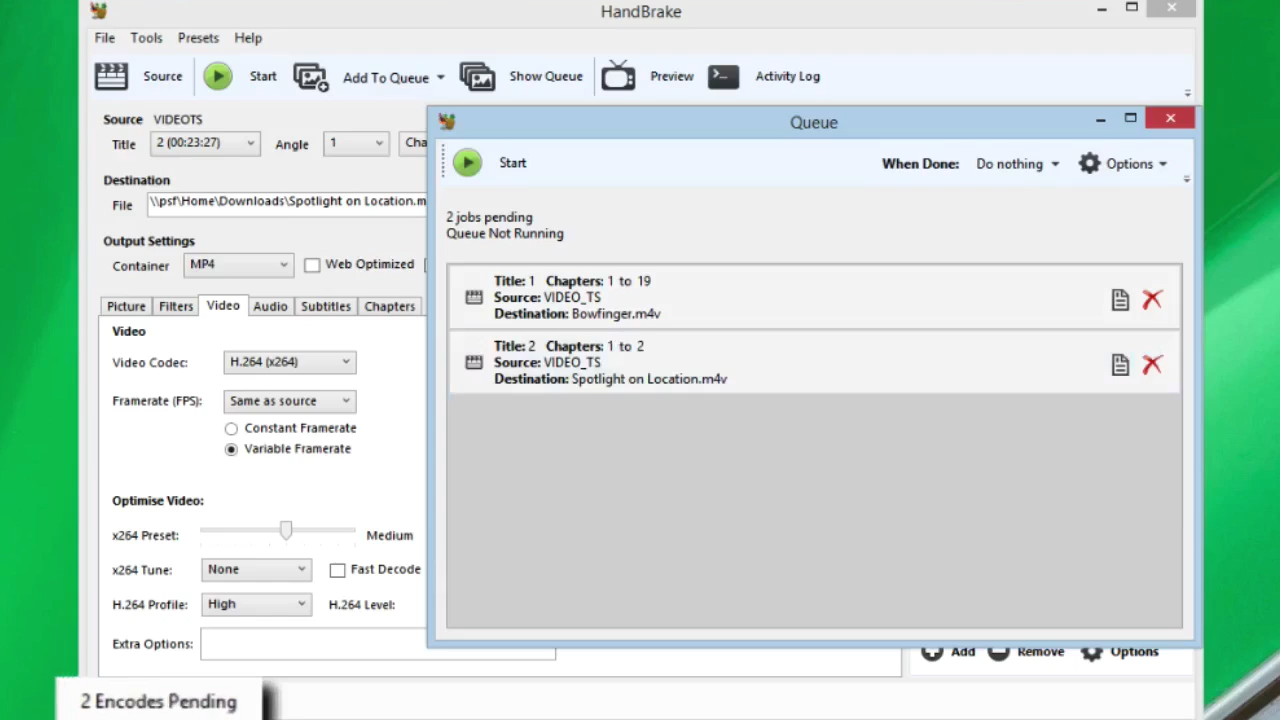 HandBrake
File Tools Presets Help
Source Start Add To Queue Show Queue Preview Activity Log
Source VIDEOTS
Title 2 (00:23:27) Angle 1 Cha
Destination
File \\psf\Home\Downloads\Spotlight on Location.m
Output Settings
Container MP4 Web Optimized
Picture Filters Video Audio Subtitles Chapters
Video
Video Codec: H.264 (x264)
Framerate (FPS): Same as source
Constant Framerate
Variable Framerate
Optimise Video:
x264 Preset: Medium
x264 Tune: None Fast Decode
H.264 Profile: High H.264 Level:
Extra Options:
Queue
Start When Done: Do nothing Options
2 jobs pending
Queue Not Running
Title: 1 Chapters: 1 to 19
Source: VIDEO_TS
Destination: Bowfinger.m4v
Title: 2 Chapters: 1 to 2
Source: VIDEO_TS
Destination: Spotlight on Location.m4v
Add Remove Options
2 Encodes Pending